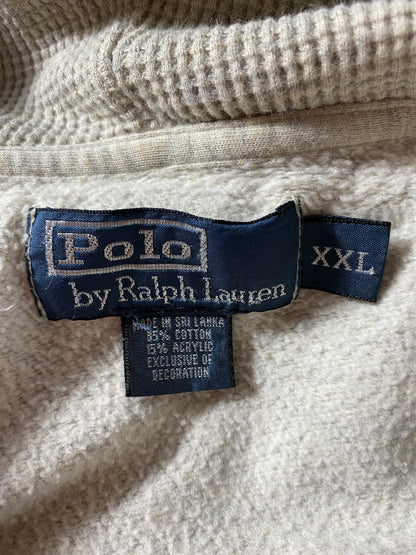 Polo
by Ralph Lauren
XXL
MADE IN SRI LANKA
85% COTTON
15% ACRYLIC
EXCLUSIVE OF
DECORATION